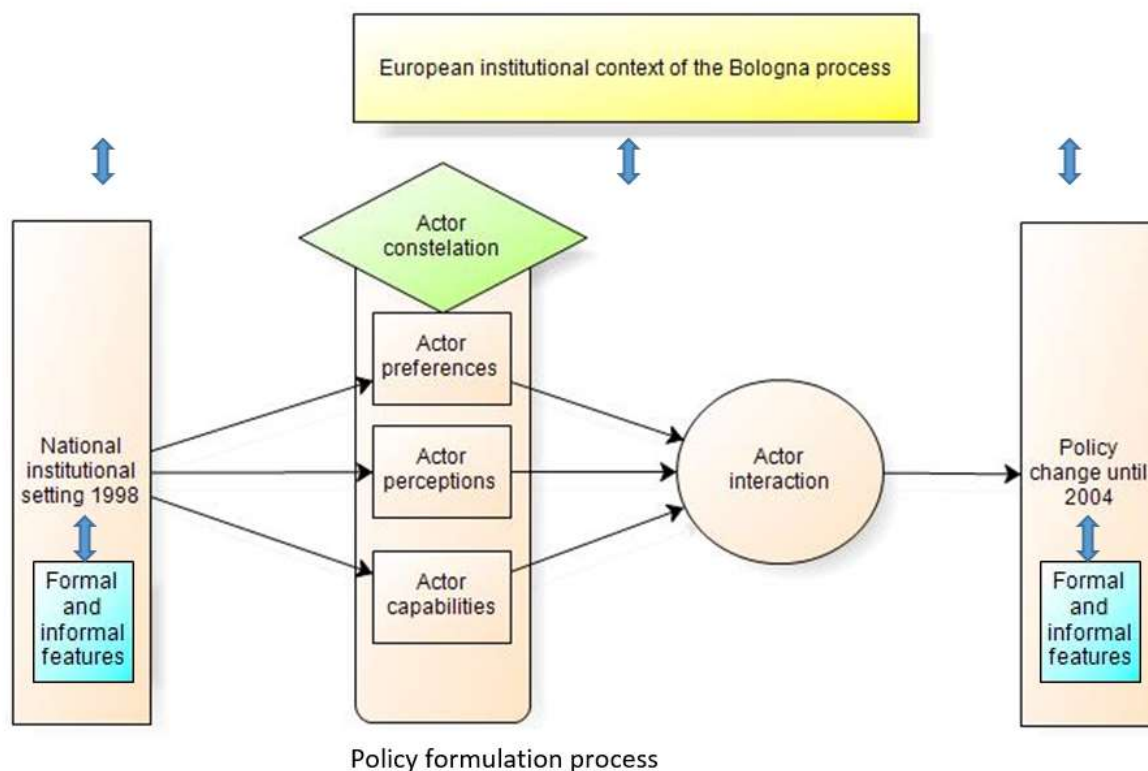 European institutional context of the Bologna process
Actor
constelation
Actor
preferences
National
institutional
setting 1998
Actor
perceptions
Actor
interaction
Policy
change until
2004
Actor
capabilities
Formal
and
informal
features
Formal
and
informal
features
Policy formulation process